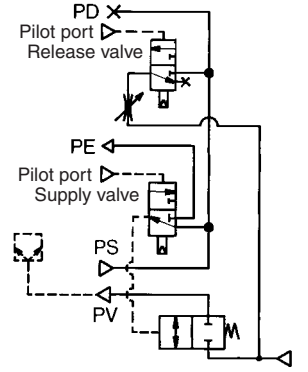 PD
Pilot port
Release valve
PE
Pilot port
Supply valve
PS
PV